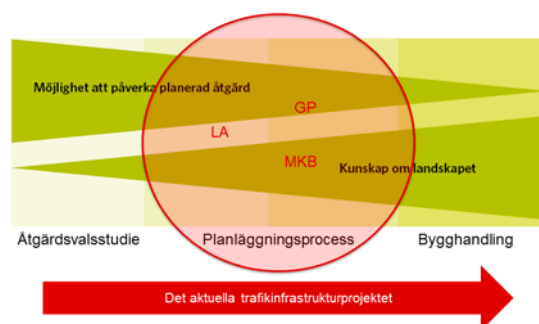 Möjlighet att påverka planerad åtgärd
GP
LA
MKB
Kunskap om landskapet
Åtgärdsvalsstudie
Planläggningsprocess
Bygghandling
Det aktuella trafikinfrastrukturprojektet